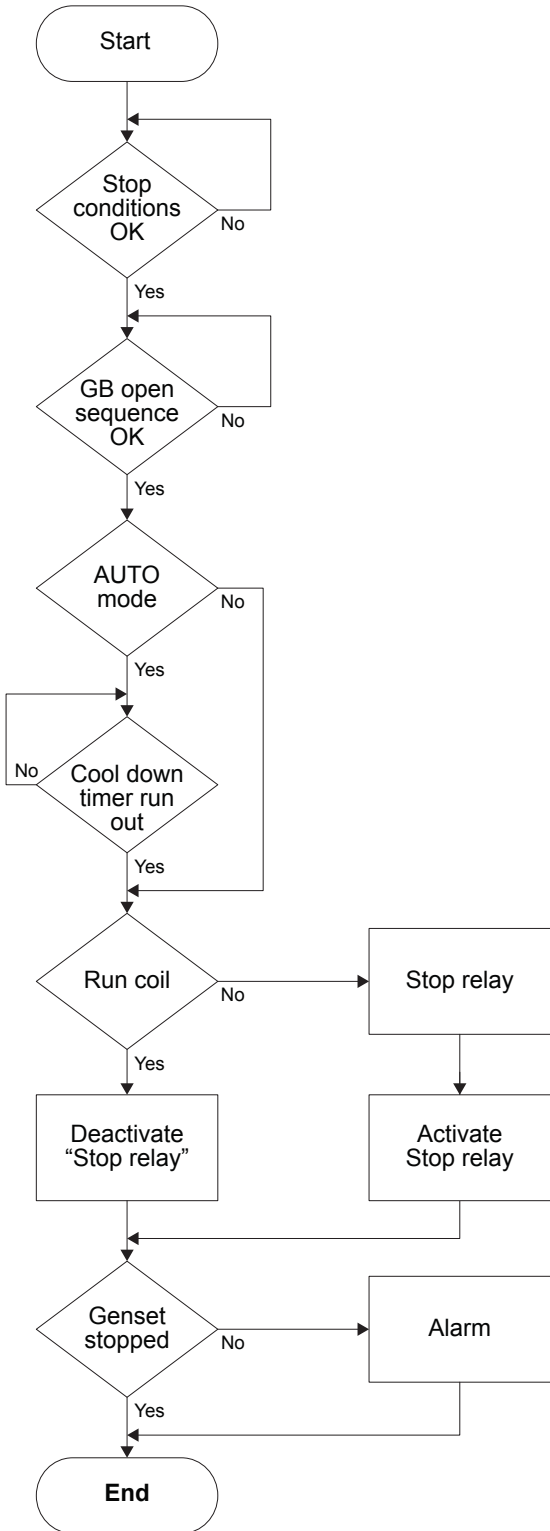 Start
Stop
conditions
OK
No
Yes
GB open
sequence
OK
No
Yes
AUTO
mode
No
Yes
No
Cool down
timer run
out
Yes
Run coil
No
Stop relay
Yes
Deactivate
“Stop relay”
Activate
Stop relay
Genset
stopped
No
Alarm
Yes
End